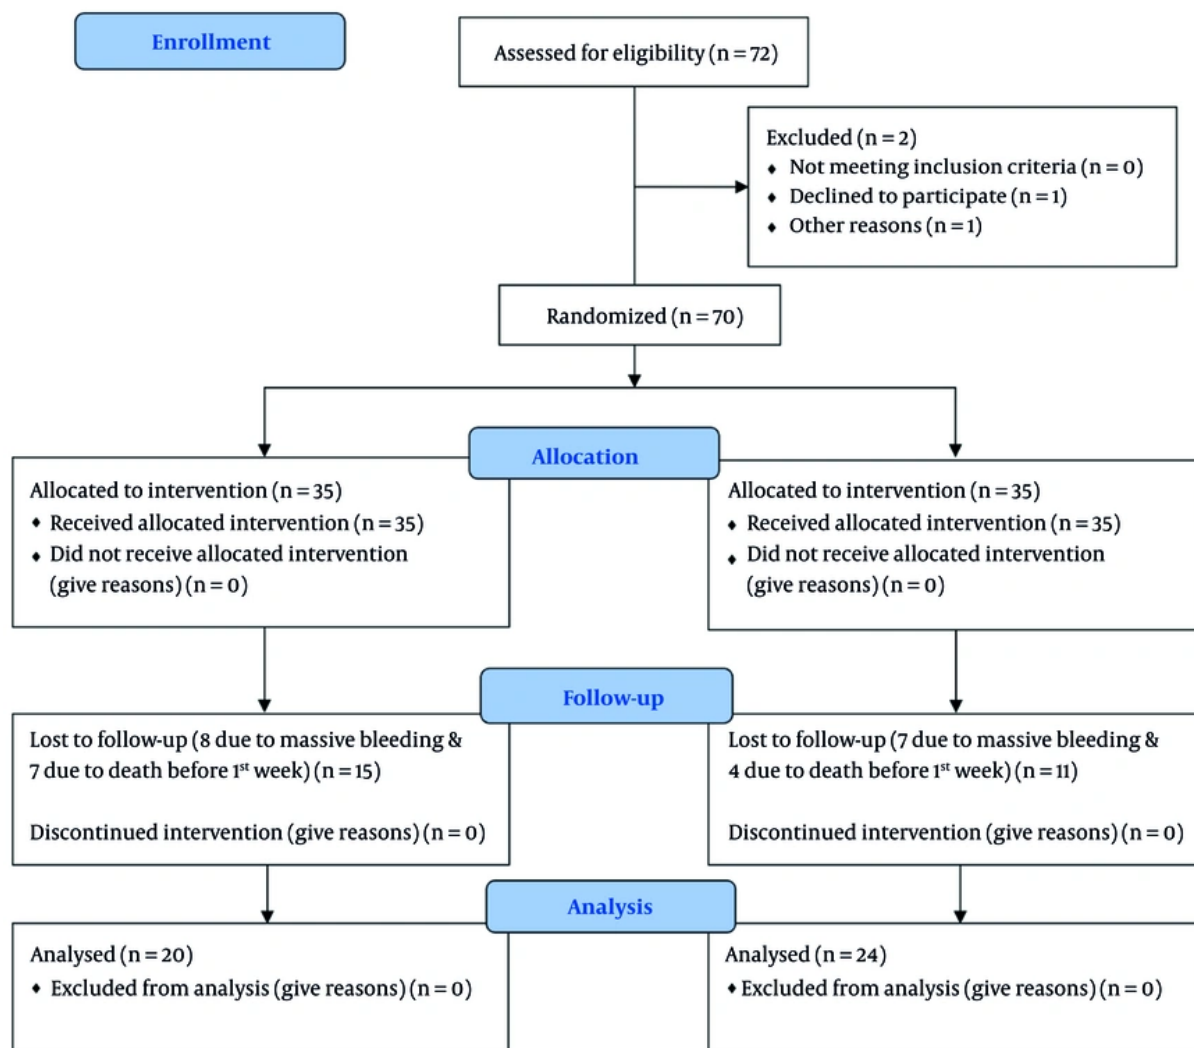 Enrollment
Assessed for eligibility (n = 72)
Excluded (n = 2)
♦ Not meeting inclusion criteria (n = 0)
♦ Declined to participate (n = 1)
♦ Other reasons (n = 1)
Randomized (n = 70)
Allocation
Allocated to intervention (n = 35)
♦ Received allocated intervention (n = 35)
♦ Did not receive allocated intervention
(give reasons) (n = 0)
Allocated to intervention (n = 35)
♦ Received allocated intervention (n = 35)
♦ Did not receive allocated intervention
(give reasons) (n = 0)
Follow-up
Lost to follow-up (8 due to massive bleeding &
7 due to death before 1st week) (n = 15)
Discontinued intervention (give reasons) (n = 0)
Lost to follow-up (7 due to massive bleeding &
4 due to death before 1st week) (n = 11)
Discontinued intervention (give reasons) (n = 0)
Analysis
Analysed (n = 20)
♦ Excluded from analysis (give reasons) (n = 0)
Analysed (n = 24)
♦ Excluded from analysis (give reasons) (n = 0)